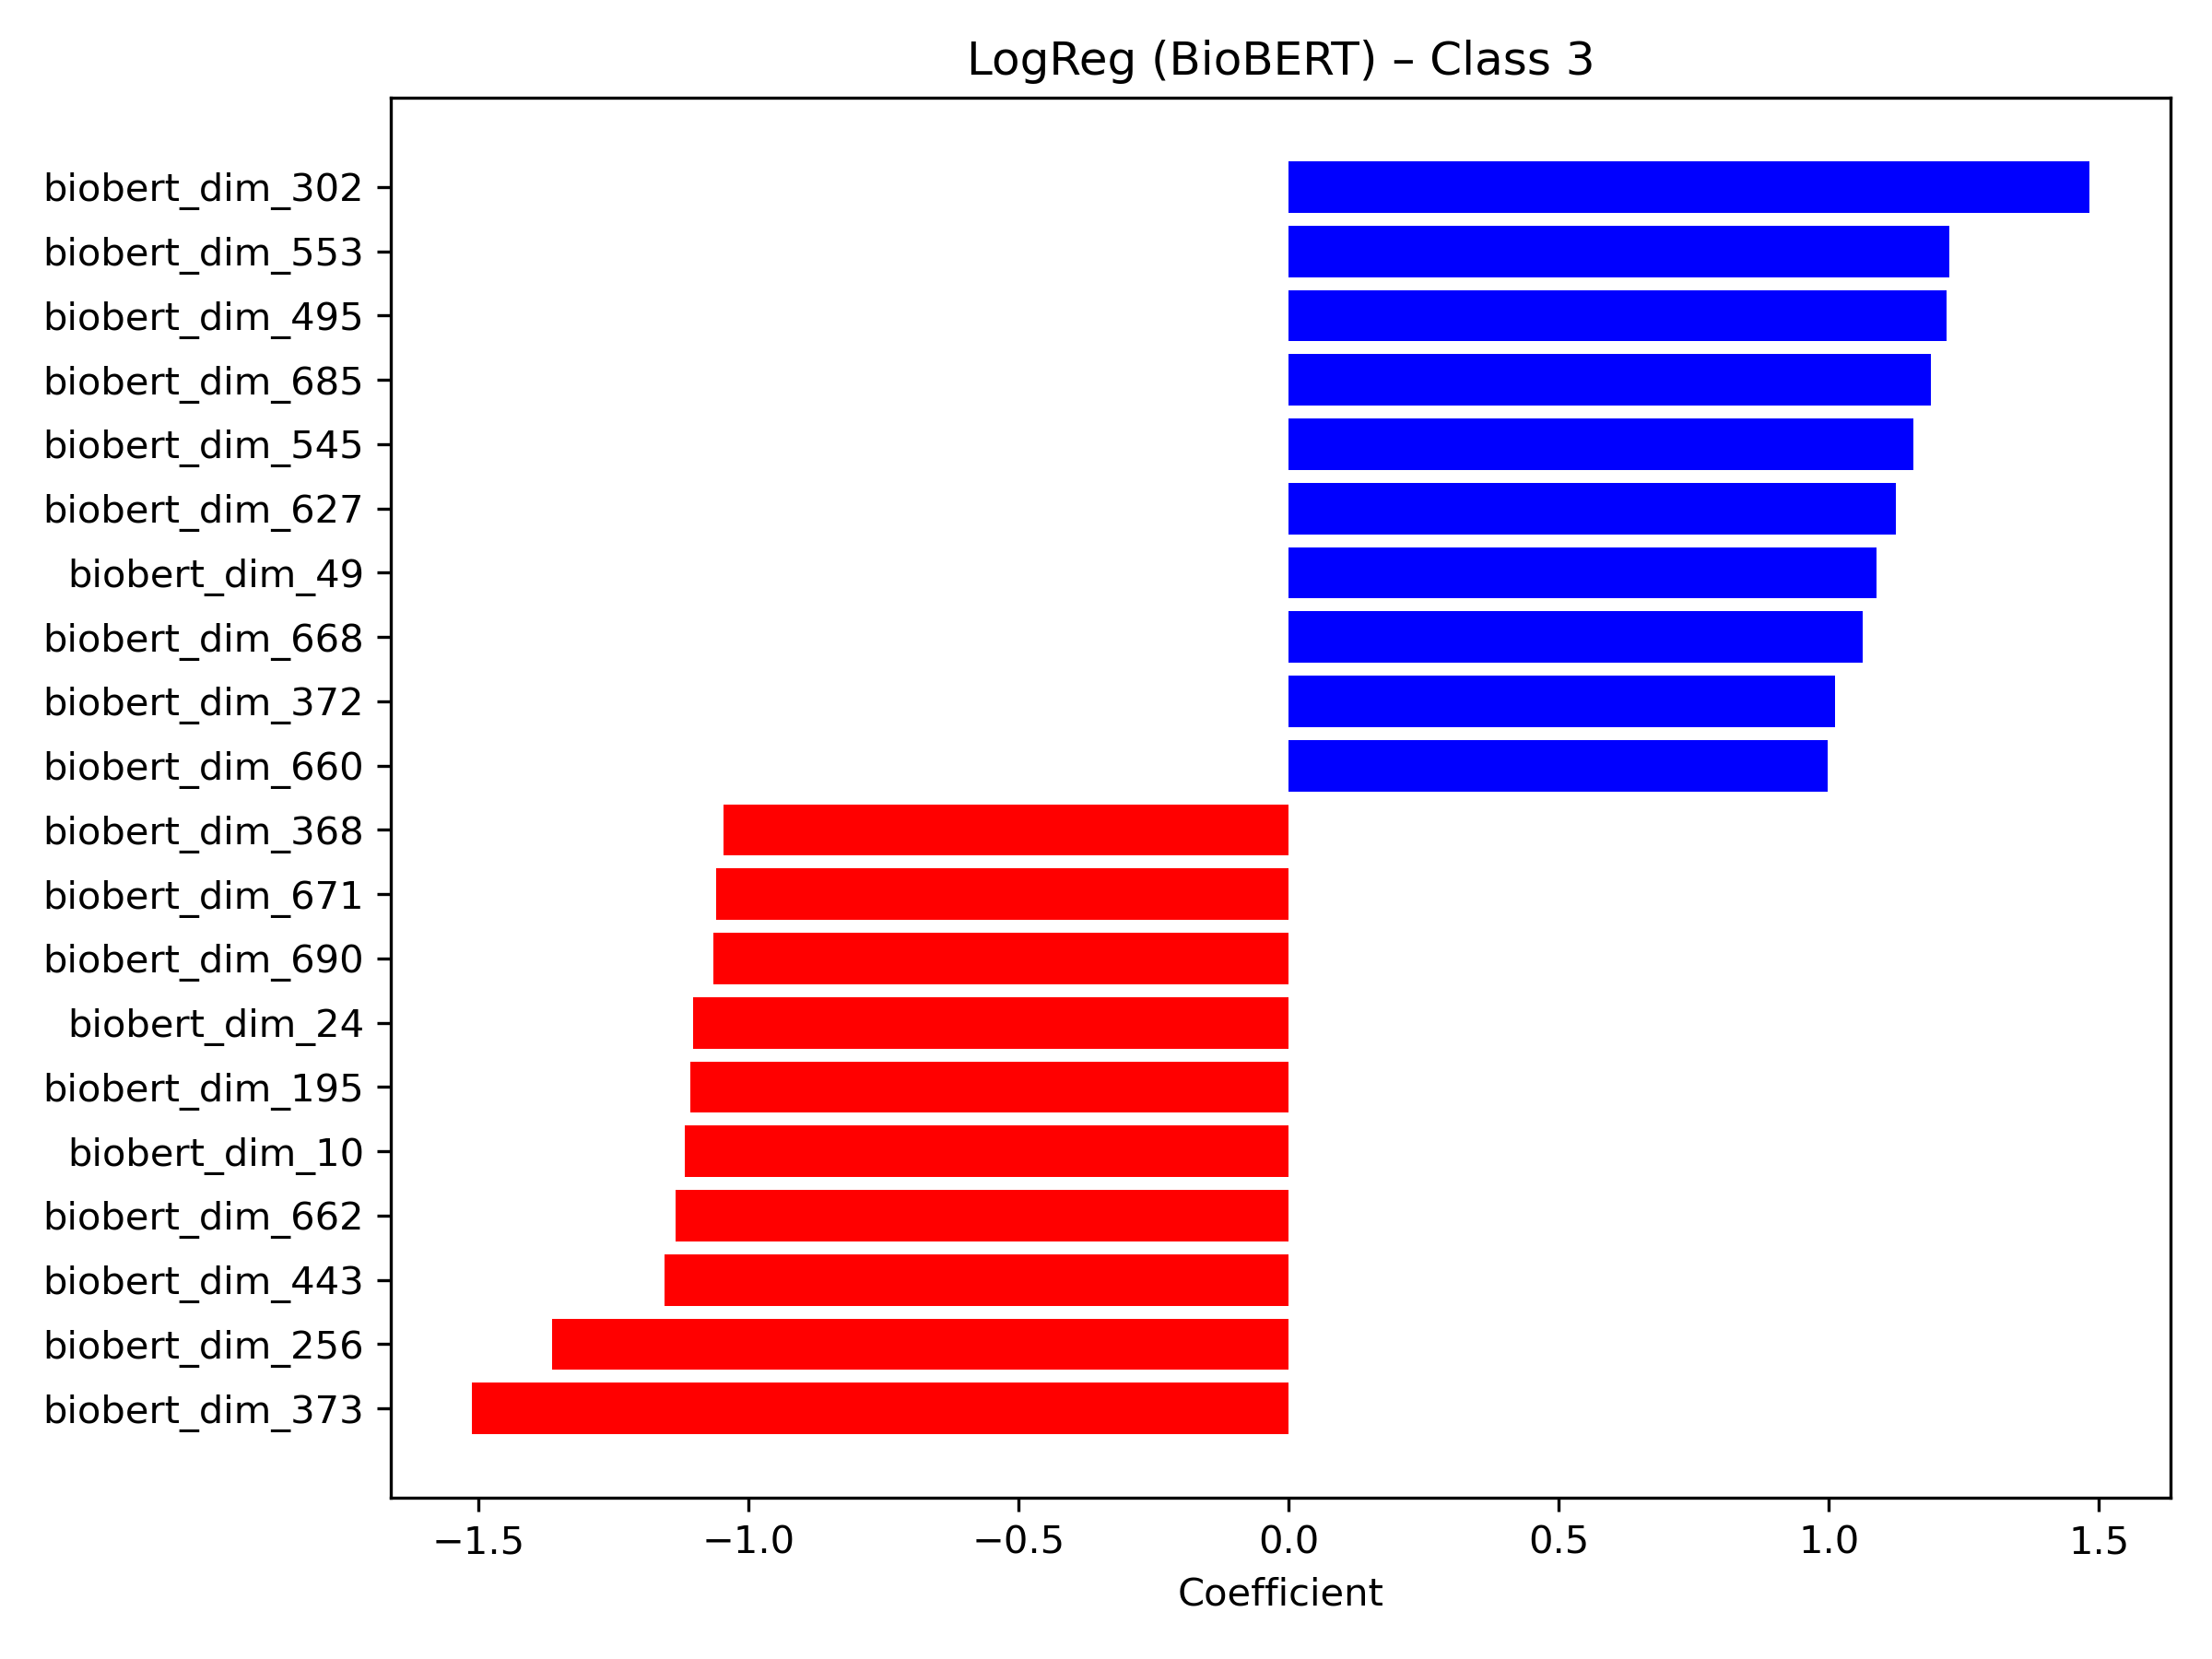 LogReg (BioBERT) – Class 3
biobert_dim_302
biobert_dim_553
biobert_dim_495
biobert_dim_685
biobert_dim_545
biobert_dim_627
biobert_dim_49
biobert_dim_668
biobert_dim_372
biobert_dim_660
biobert_dim_368
biobert_dim_671
biobert_dim_690
biobert_dim_24
biobert_dim_195
biobert_dim_10
biobert_dim_662
biobert_dim_443
biobert_dim_256
biobert_dim_373
−1.5 −1.0 −0.5 0.0 0.5 1.0 1.5
Coefficient